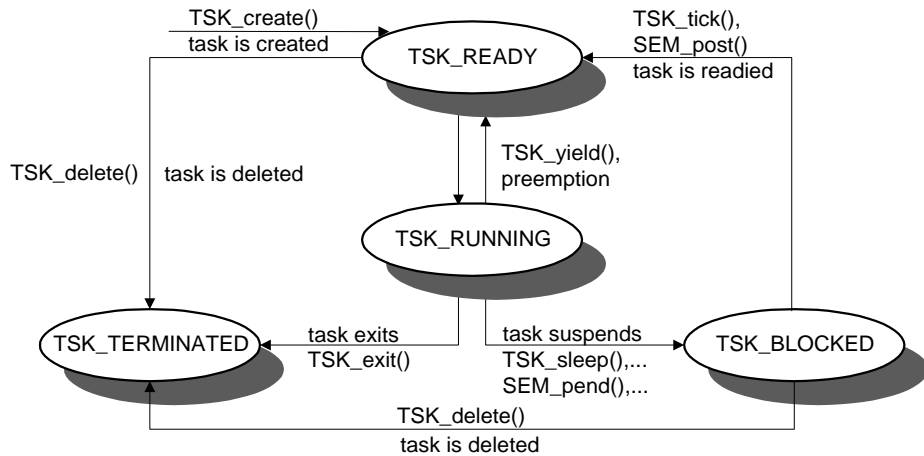 TSK_create()
task is created
TSK_READY
TSK_tick(),
SEM_post()
task is readied
TSK_delete()
task is deleted
TSK_yield(),
preemption
TSK_RUNNING
TSK_TERMINATED
task exits
TSK_exit()
task suspends
TSK_sleep(),...
SEM_pend(),...
TSK_BLOCKED
TSK_delete()
task is deleted